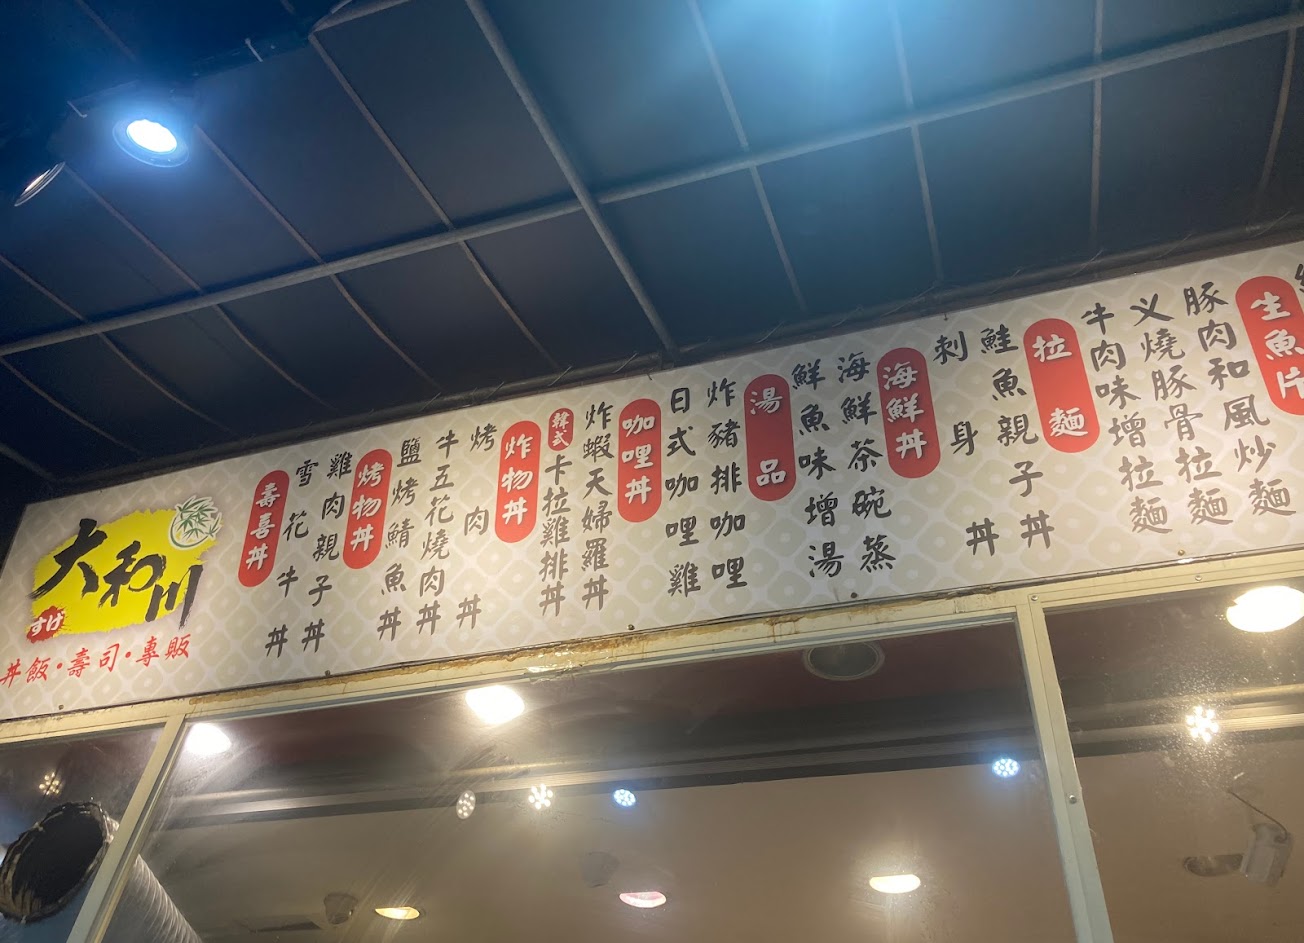 大和川
すけ
丼飯・壽司・專販
壽喜丼
雪花牛丼
雞肉親子丼
烤物丼
鹽烤鯖魚丼
牛五花燒肉丼
烤肉丼
炸物丼
韓式卡拉雞排丼
炸蝦天婦羅丼
咖哩丼
日式咖哩雞
炸豬排咖哩
湯品
鮮魚味增湯
海鮮茶碗蒸
海鮮丼
刺身丼
鮭魚親子丼
拉麵
牛肉味增拉麵
义燒豚骨拉麵
豚肉和風炒麵
生魚片